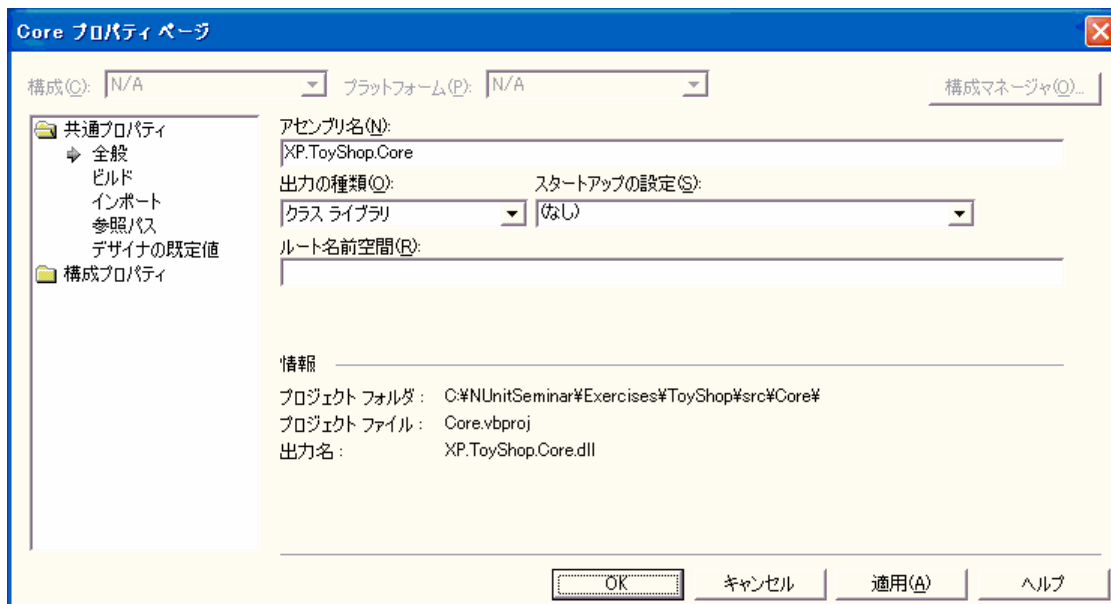 Core プロパティ ページ
構成(C): N/A プラットフォーム(P): N/A 構成マネージャ(O)...
共通プロパティ
全般
ビルド
インポート
参照パス
デザイナの既定値
構成プロパティ
アセンブリ名(N):
XP.ToyShop.Core
出力の種類(O): スタートアップの設定(S):
クラス ライブラリ (なし)
ルート名前空間(R):
情報
プロジェクト フォルダ : C:¥NUnitSeminar¥Exercises¥ToyShop¥src¥Core¥
プロジェクト ファイル : Core.vbproj
出力名 : XP.ToyShop.Core.dll
OK キャンセル 適用(A) ヘルプ